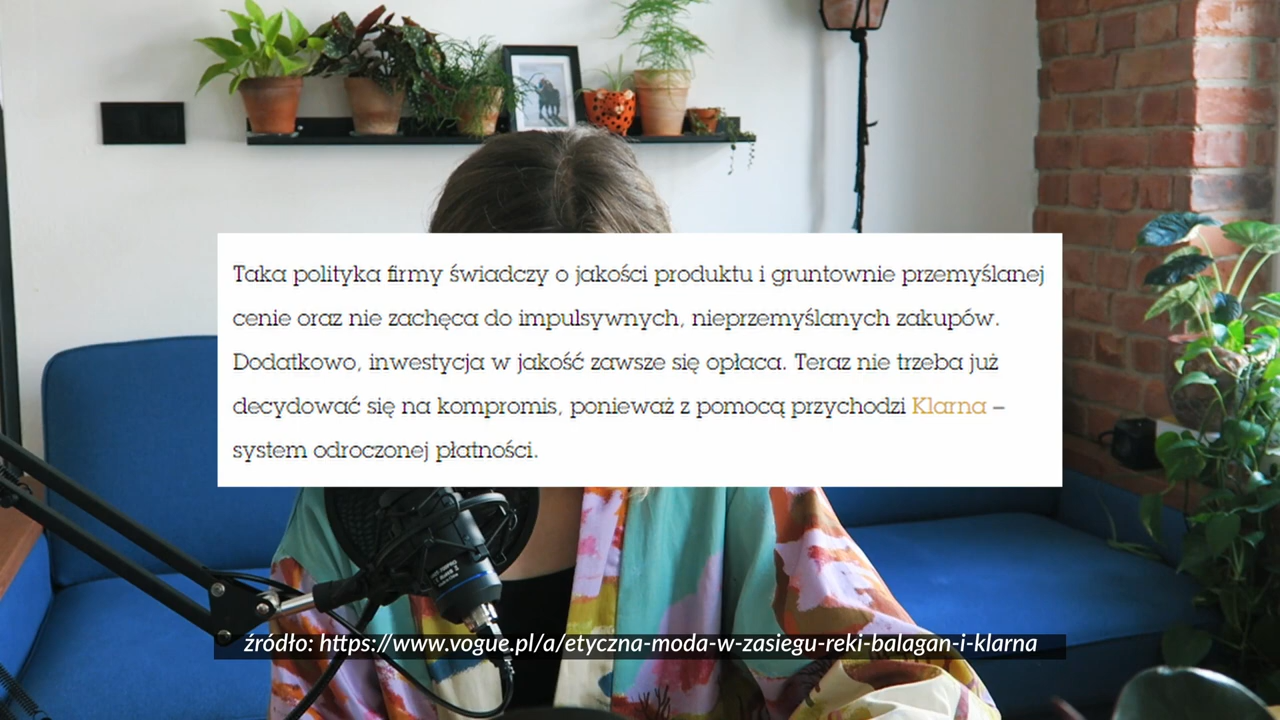 Taka polityka firmy świadczy o jakości produktu i gruntownie przemyślanej
cenie oraz nie zachęca do impulsywnych, nieprzemyślanych zakupów.
Dodatkowo, inwestycja w jakość zawsze się opłaca. Teraz nie trzeba już
decydować się na kompromis, ponieważ z pomocą przychodzi Klarna –
system odroczonej płatności.
źródło: https://www.vogue.pl/a/etyczna-moda-w-zasiegu-reki-balagan-i-klarna